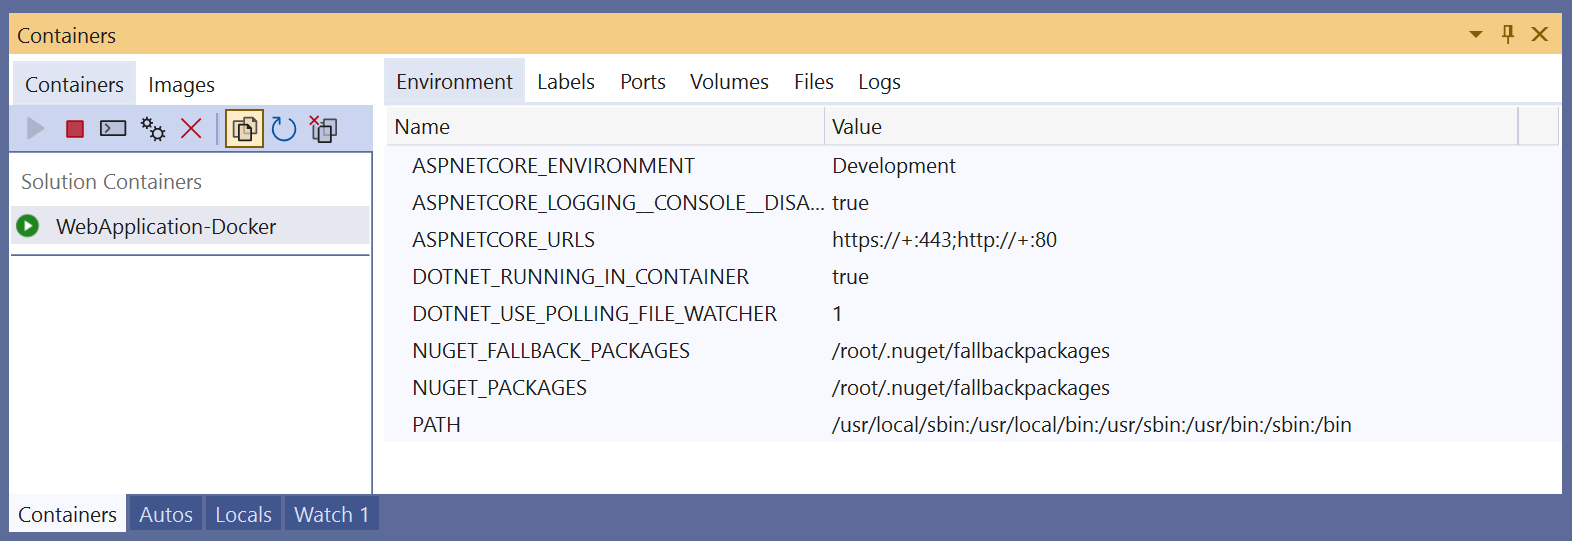 Containers
Containers Images
Environment Labels Ports Volumes Files Logs
Name Value
Solution Containers
WebApplication-Docker
ASPNETCORE_ENVIRONMENT Development
ASPNETCORE_LOGGING__CONSOLE__DISA... true
ASPNETCORE_URLS https://+:443;http://+:80
DOTNET_RUNNING_IN_CONTAINER true
DOTNET_USE_POLLING_FILE_WATCHER 1
NUGET_FALLBACK_PACKAGES /root/.nuget/fallbackpackages
NUGET_PACKAGES /root/.nuget/fallbackpackages
PATH /usr/local/sbin:/usr/local/bin:/usr/sbin:/usr/bin:/sbin:/bin
Containers Autos Locals Watch 1